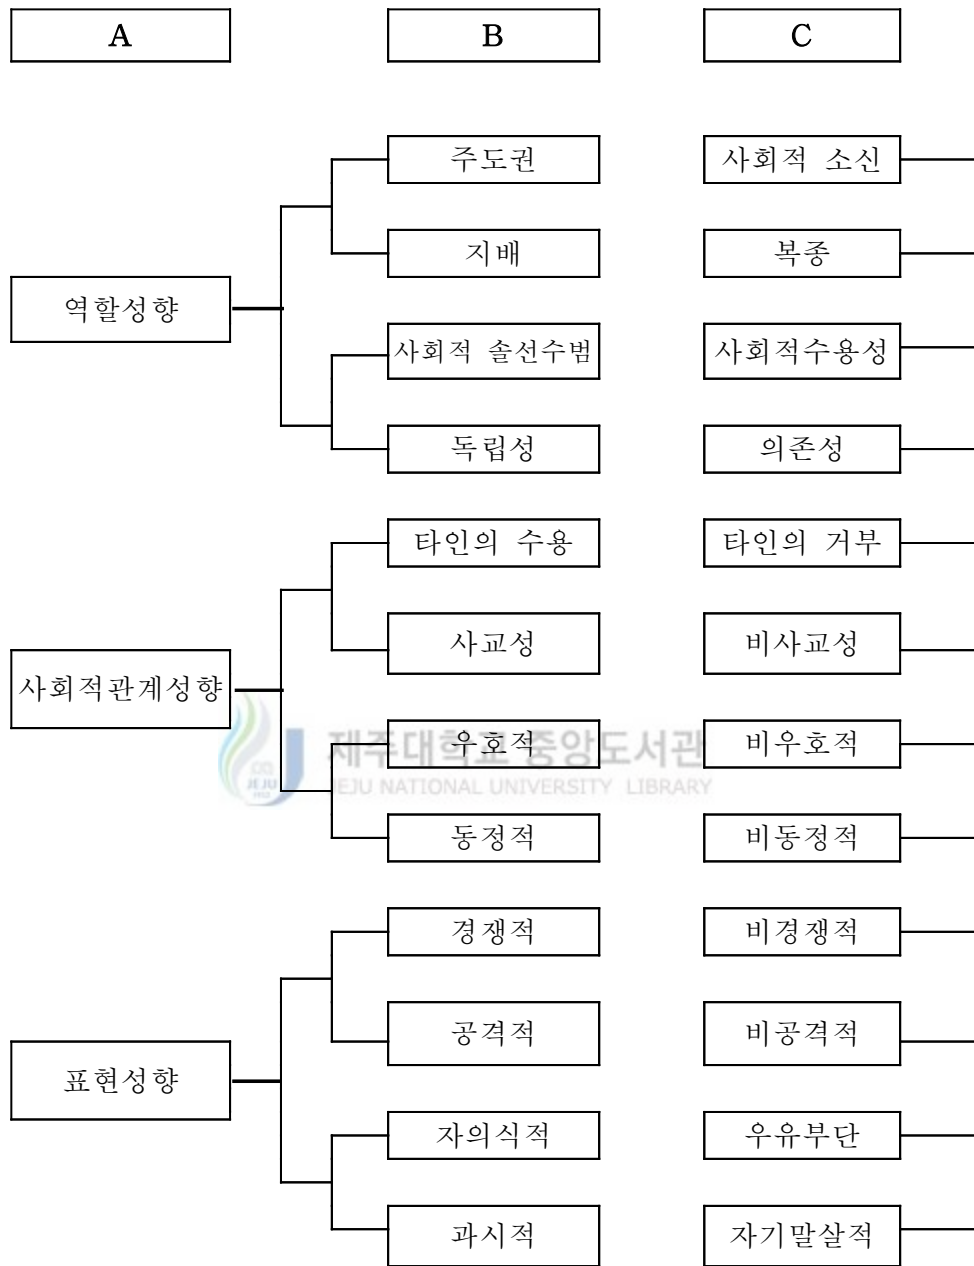 A B C
주도권 사회적 소신
지배 복종
역할성향
사회적 솔선수범 사회적수용성
독립성 의존성
타인의 수용 타인의 거부
사교성 비사교성
사회적관계성향
우호적 비우호적
제주대학교 중앙도서관
JEJU NATIONAL UNIVERSITY LIBRARY
JEJU
1952
동정적 비동정적
경쟁적 비경쟁적
공격적 비공격적
표현성향
자의식적 우유부단
과시적 자기말살적